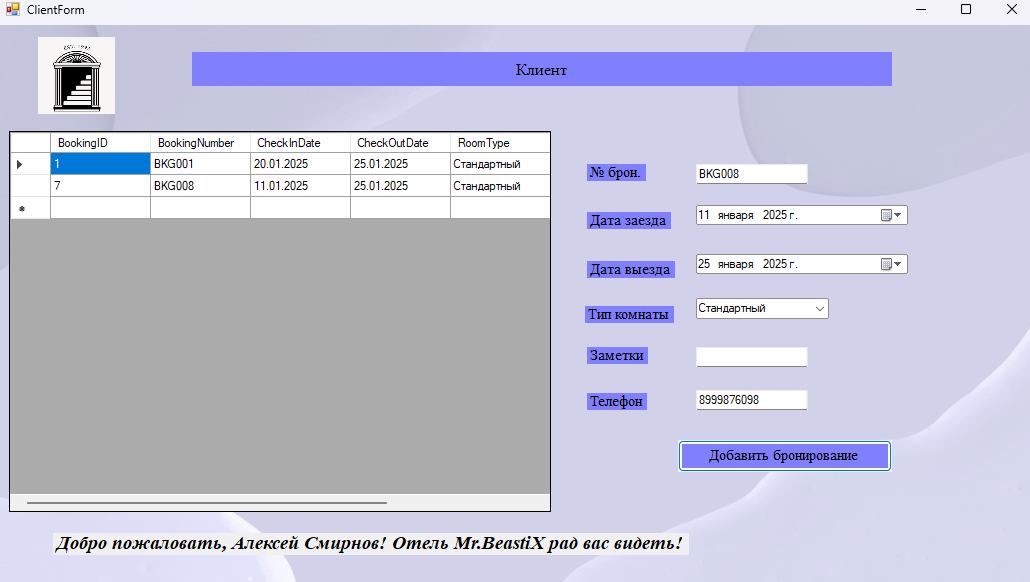 ClientForm
Клиент
BookingID BookingNumber CheckInDate CheckOutDate RoomType
1 BKG001 20.01.2025 25.01.2025 Стандартный
7 BKG008 11.01.2025 25.01.2025 Стандартный
№ брон. BKG008
Дата заезда 11 января 2025 г.
Дата выезда 25 января 2025 г.
Тип комнаты Стандартный
Заметки
Телефон 8999876098
Добавить бронирование
Добро пожаловать, Алексей Смирнов! Отель Mr.BeastiX рад вас видеть!